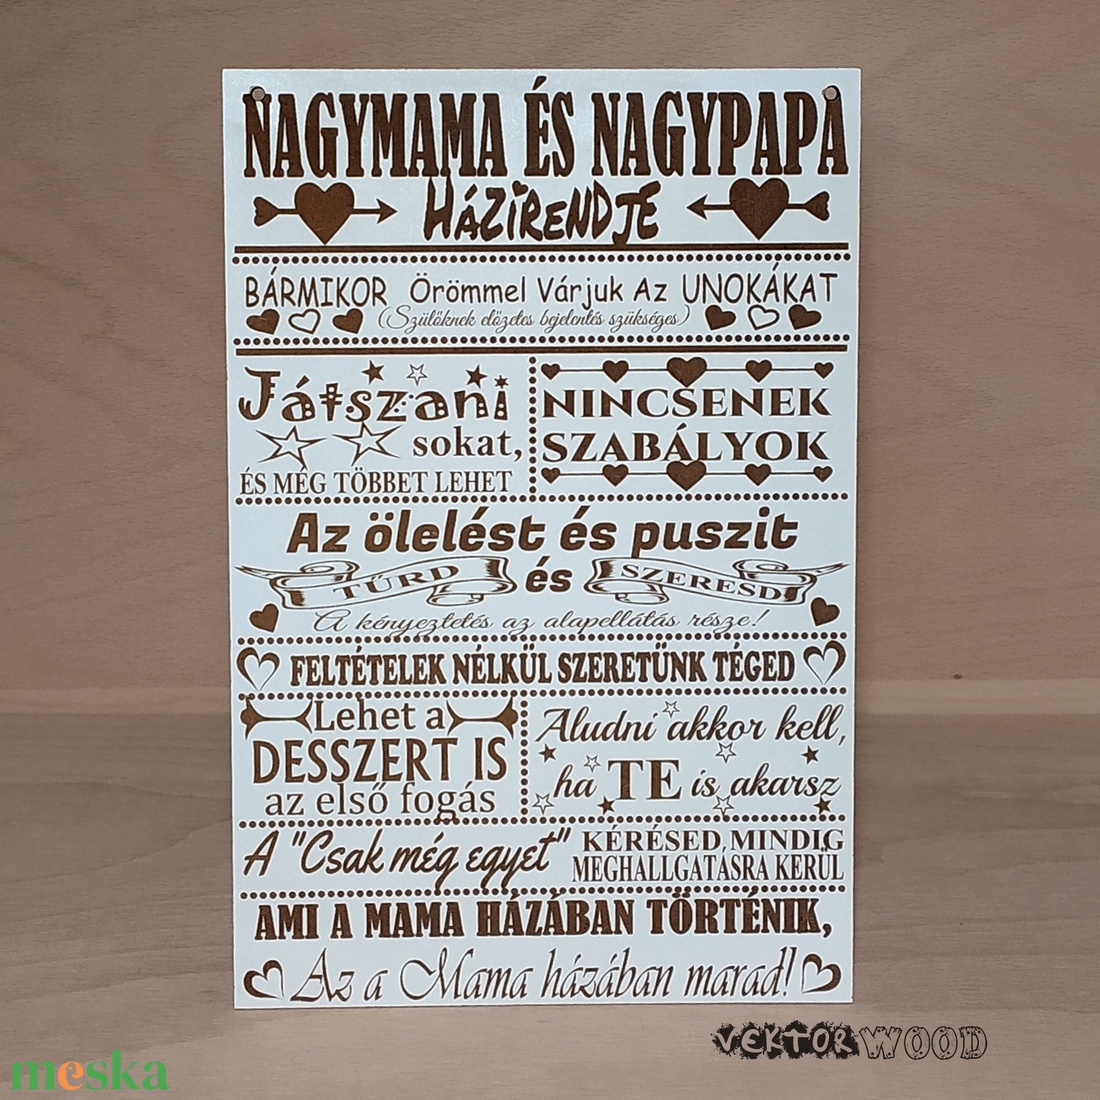 NAGYMAMA ÉS NAGYPAPA
HÁZIRENDJE
BÁRMIKOR Örömmel Várjuk Az UNOKÁKAT
(Szülőknek előzetes bejelentés szükséges)
Játszani
sokat,
ÉS MÉG TÖBBET LEHET
NINCSENEK
SZABÁLYOK
Az ölelést és puszit
TŰRD és SZERESD!
A kényeztetés az alapellátás része!
FELTÉTELEK NÉLKÜL SZERETÜNK TÉGED
Lehet a
DESSZERT IS
az első fogás
Aludni akkor kell,
ha TE is akarsz
A "Csak még egyet"
KÉRÉSED MINDIG
MEGHALLGATÁSRA KERÜL
AMI A MAMA HÁZÁBAN TÖRTÉNIK,
Az a Mama házában marad!
VEKTORWOOD
meska